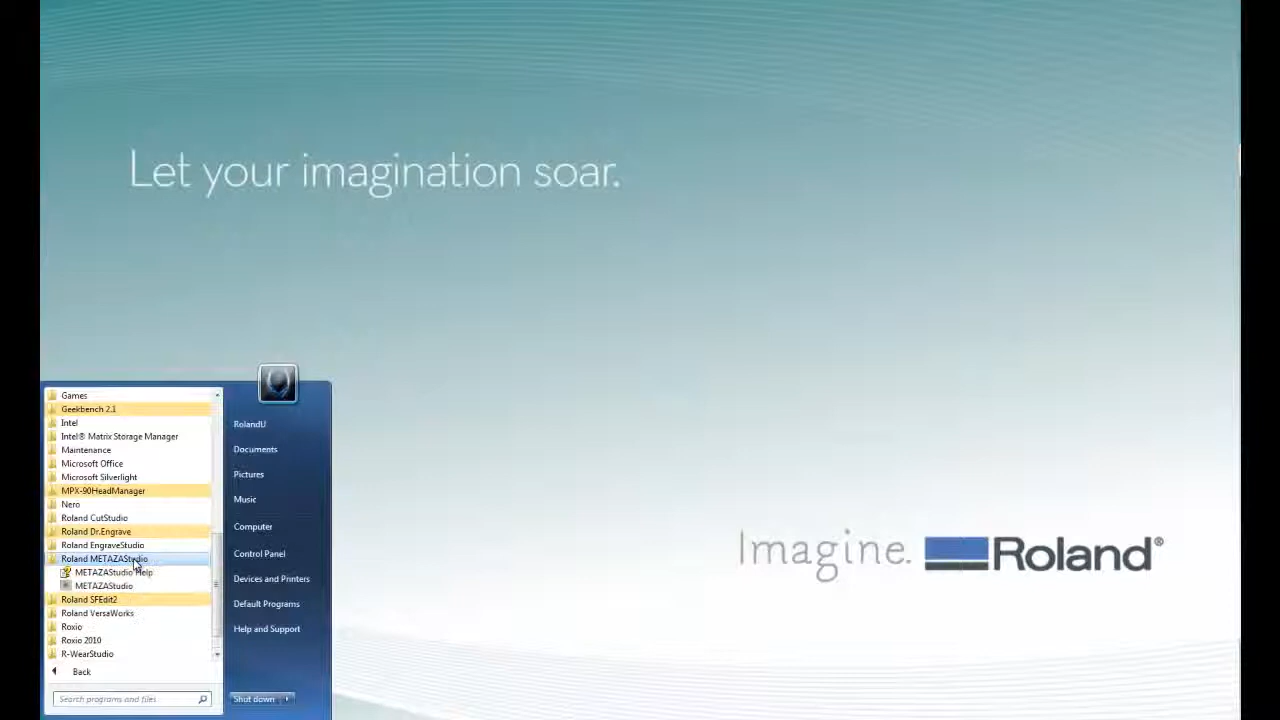 Let your imagination soar.
Imagine. Roland®
Games
Geekbench 2.1
Intel
Intel® Matrix Storage Manager
Maintenance
Microsoft Office
Microsoft Silverlight
MPX-90HeadManager
Nero
Roland CutStudio
Roland Dr.Engrave
Roland EngraveStudio
Roland METAZAStudio
METAZAStudio Help
METAZAStudio
Roland SFEdit2
Roland VersaWorks
Roxio
Roxio 2010
R-WearStudio
Back
Search programs and files
RolandU
Documents
Pictures
Music
Computer
Control Panel
Devices and Printers
Default Programs
Help and Support
Shut down